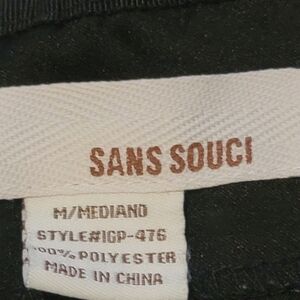 SANS SOUCI
M/MEDIANO
STYLE#IGP-476
100% POLYESTER
MADE IN CHINA